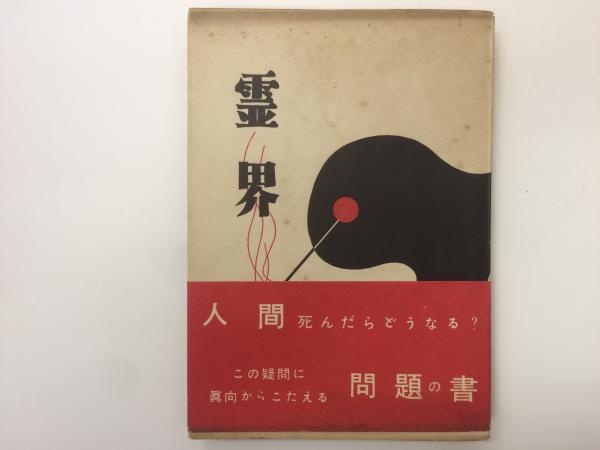 霊界
人間死んだらどうなる?
この疑問に
眞向からこたえる
問題の書